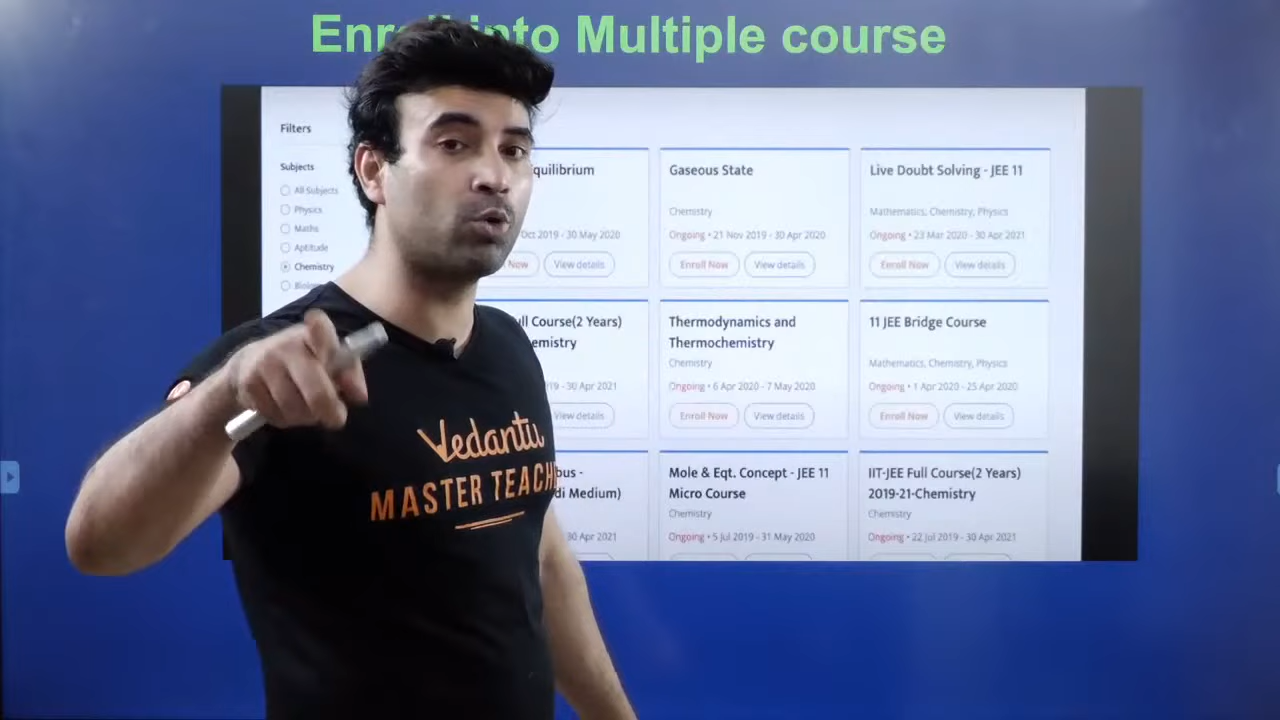 Enroll into Multiple course
Filters
Subjects
All Subjects
Physics
Maths
Aptitude
Chemistry
quilibrium
Oct 2019 - 30 May 2020
Now
View details
Gaseous State
Chemistry
Ongoing • 21 Nov 2019 - 30 Apr 2020
Enroll Now
View details
Live Doubt Solving - JEE 11
Mathematics, Chemistry, Physics
Ongoing • 23 Mar 2020 - 30 Apr 2021
Enroll Now
View details
ull Course(2 Years)
emistry
- 30 Apr 2021
View details
Thermodynamics and
Thermochemistry
Chemistry
Ongoing • 6 Apr 2020 - 7 May 2020
Enroll Now
View details
11 JEE Bridge Course
Mathematics, Chemistry, Physics
Ongoing • 1 Apr 2020 - 25 Apr 2020
Enroll Now
View details
bus -
di Medium)
30 Apr 2021
Mole & Eqt. Concept - JEE 11
Micro Course
Chemistry
Ongoing • 5 Jul 2019 - 31 May 2020
IIT-JEE Full Course(2 Years)
2019-21-Chemistry
Chemistry
Ongoing • 22 Jul 2019 - 30 Apr 2021
Vedantu
MASTER TEACH